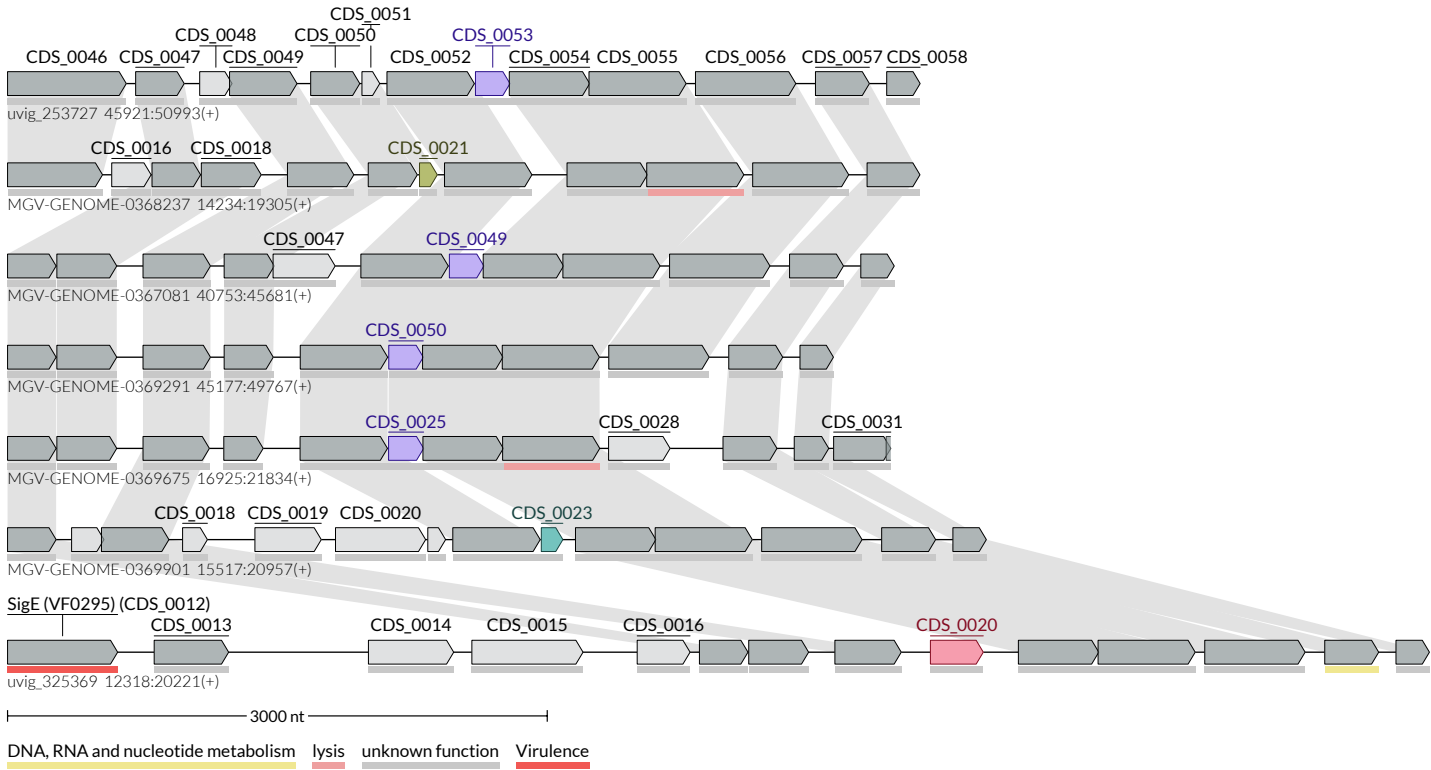 CDS_0051
CDS_0048 CDS_0050 CDS_0053
CDS_0046 CDS_0047 CDS_0049 CDS_0052 CDS_0054 CDS_0055 CDS_0056 CDS_0057 CDS_0058
uvig_253727 45921:50993(+)
CDS_0016 CDS_0018 CDS_0021
MGV-GENOME-0368237 14234:19305(+)
CDS_0047 CDS_0049
MGV-GENOME-0367081 40753:45681(+)
CDS_0050
MGV-GENOME-0369291 45177:49767(+)
CDS_0025 CDS_0028 CDS_0031
MGV-GENOME-0369675 16925:21834(+)
CDS_0018 CDS_0019 CDS_0020 CDS_0023
MGV-GENOME-0369901 15517:20957(+)
SigE (VF0295) (CDS_0012)
CDS_0013 CDS_0014 CDS_0015 CDS_0016 CDS_0020
uvig_325369 12318:20221(+)
3000 nt
DNA, RNA and nucleotide metabolism lysis unknown function Virulence